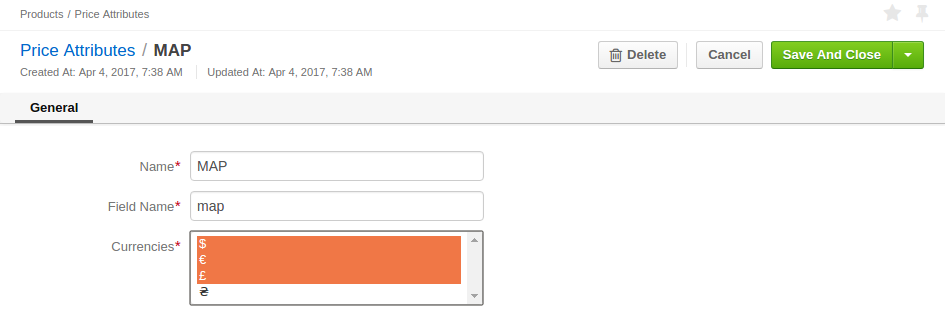 Products / Price Attributes
Price Attributes / MAP
Delete
Cancel
Save And Close
Created At: Apr 4, 2017, 7:38 AM
Updated At: Apr 4, 2017, 7:38 AM
General
Name*
MAP
Field Name*
map
Currencies*
$
€
£
₴